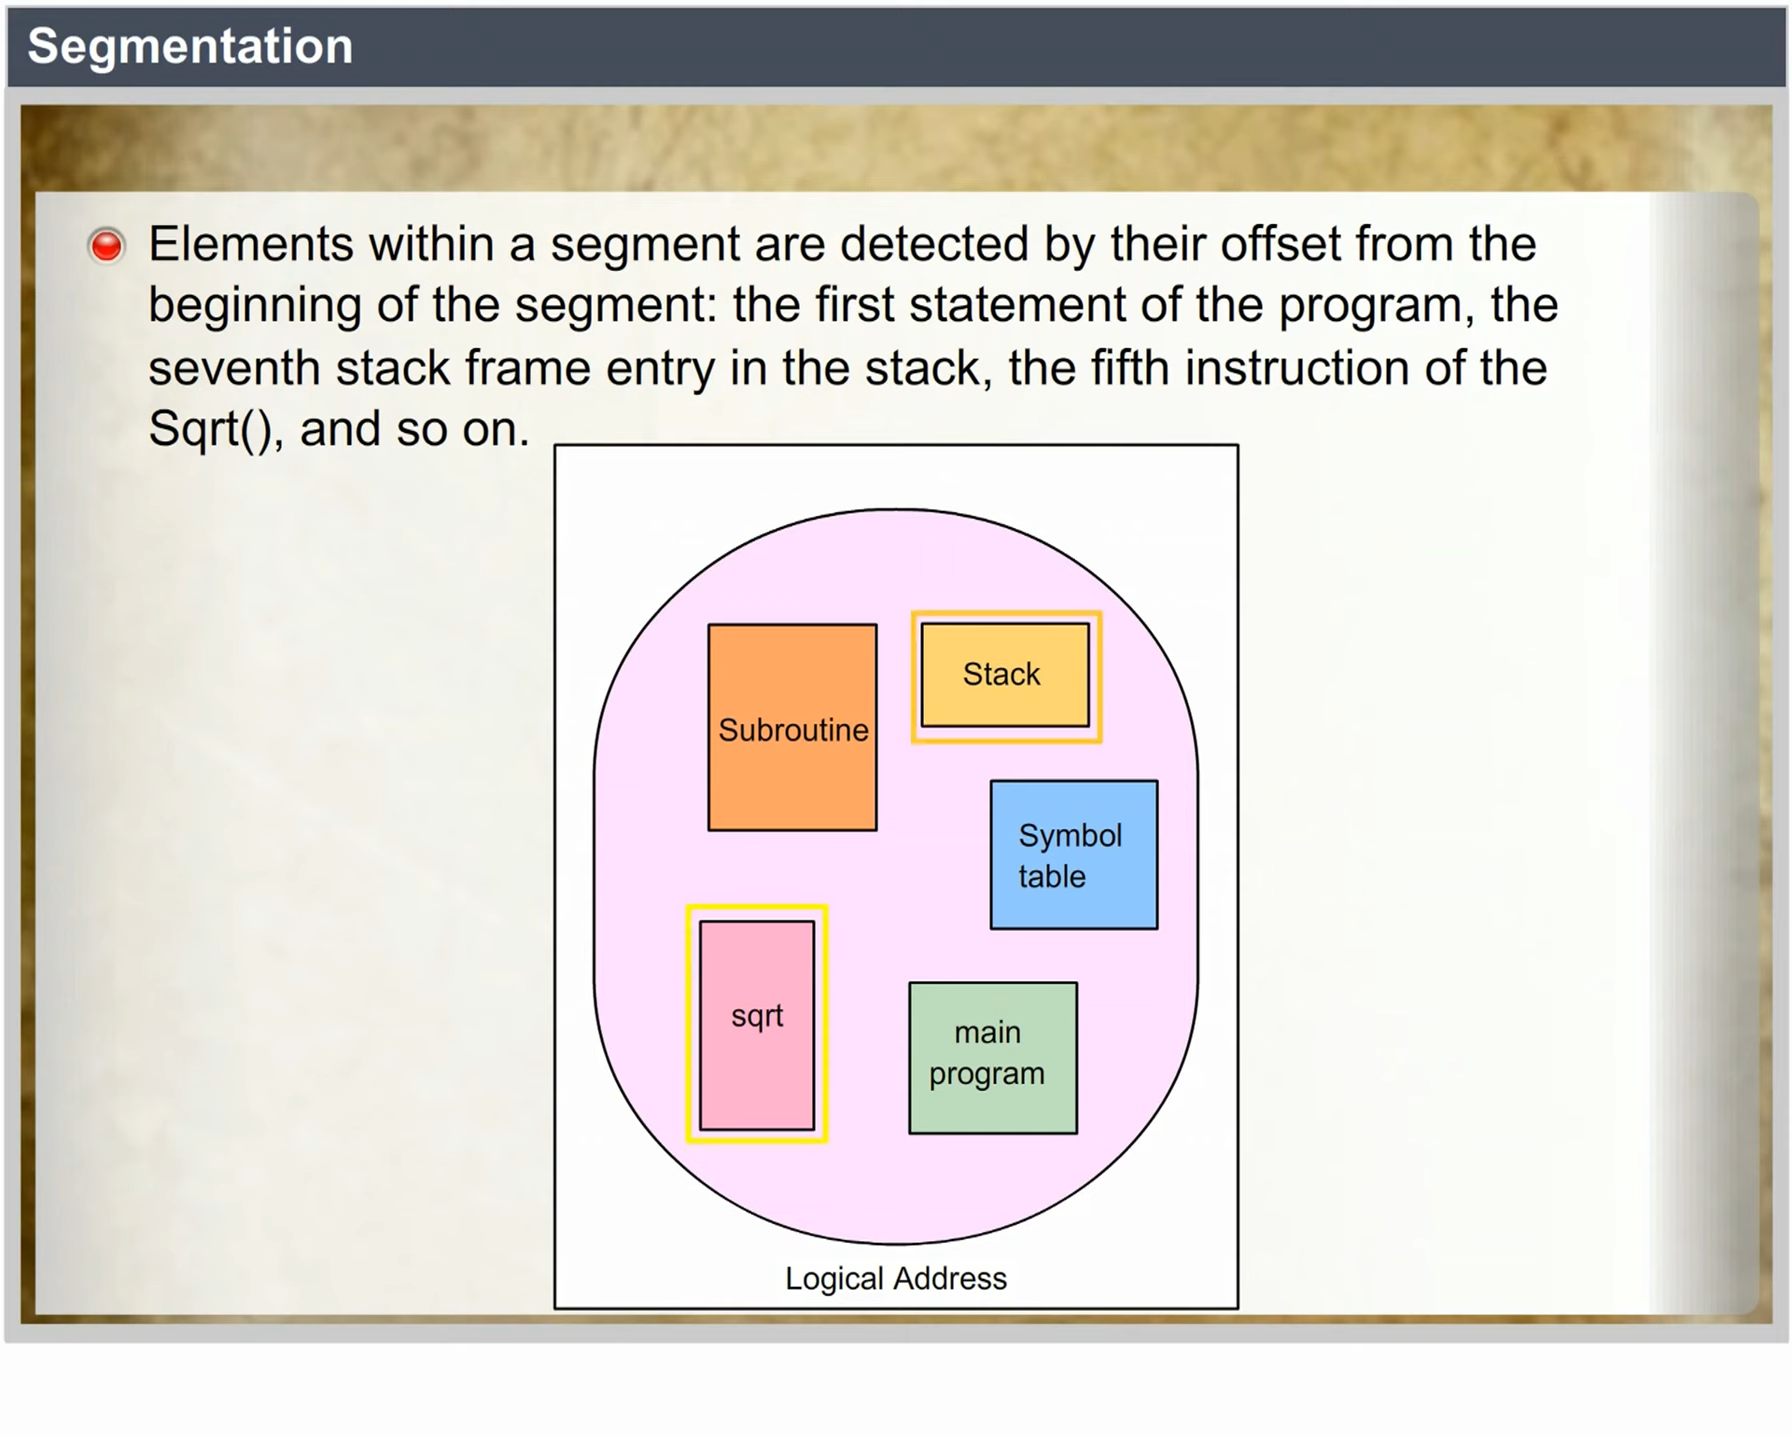 Segmentation
Elements within a segment are detected by their offset from the
beginning of the segment: the first statement of the program, the
seventh stack frame entry in the stack, the fifth instruction of the
Sqrt(), and so on.
Subroutine
Stack
Symbol
table
sqrt
main
program
Logical Address